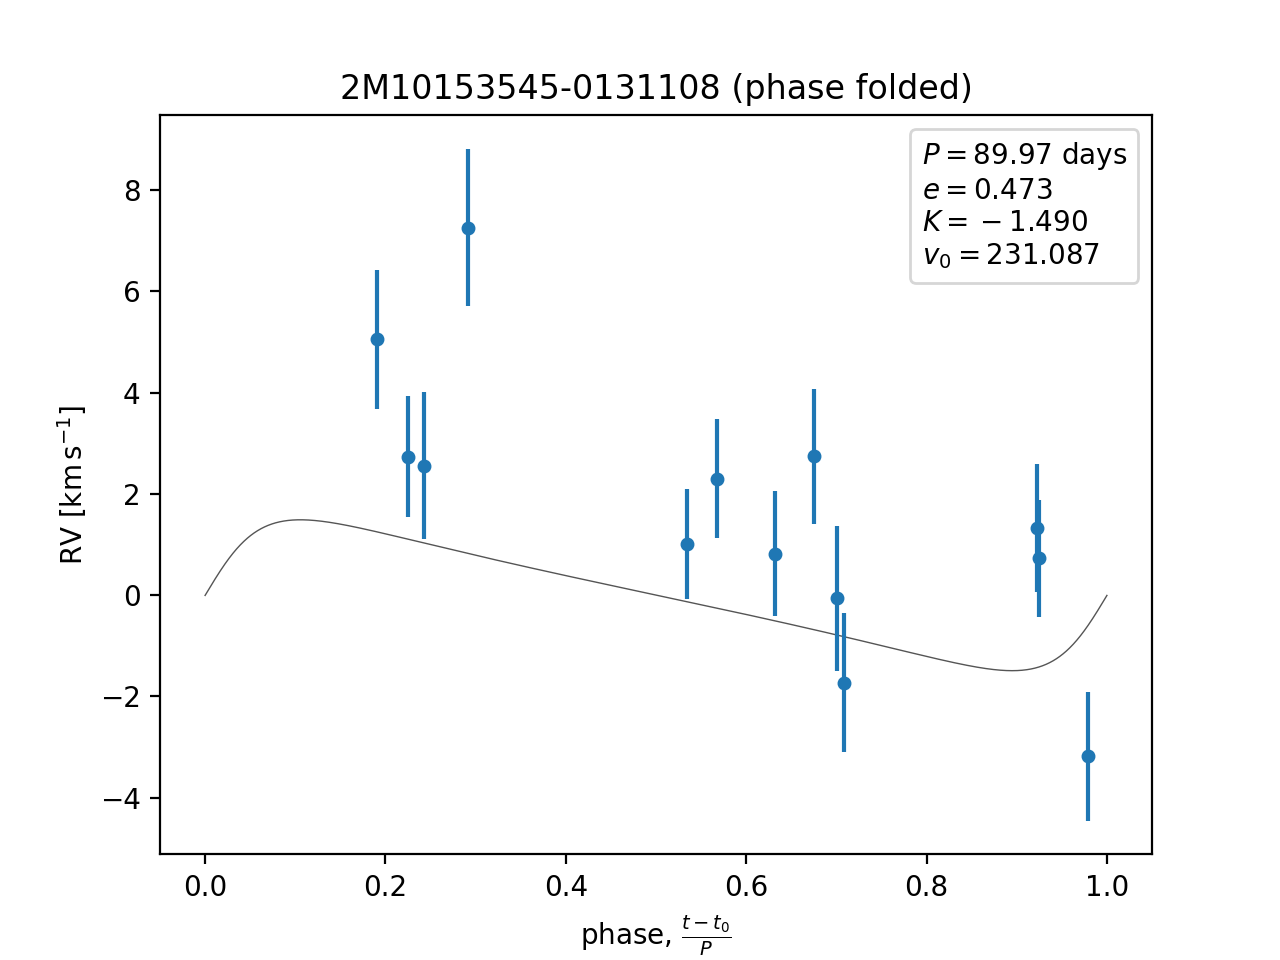 2M10153545-0131108 (phase folded)
P = 89.97 days
e = 0.473
K = −1.490
v₀ = 231.087
RV [km s⁻¹]
8
6
4
2
0
−2
−4
0.0 0.2 0.4 0.6 0.8 1.0
phase, (t − t₀)/P